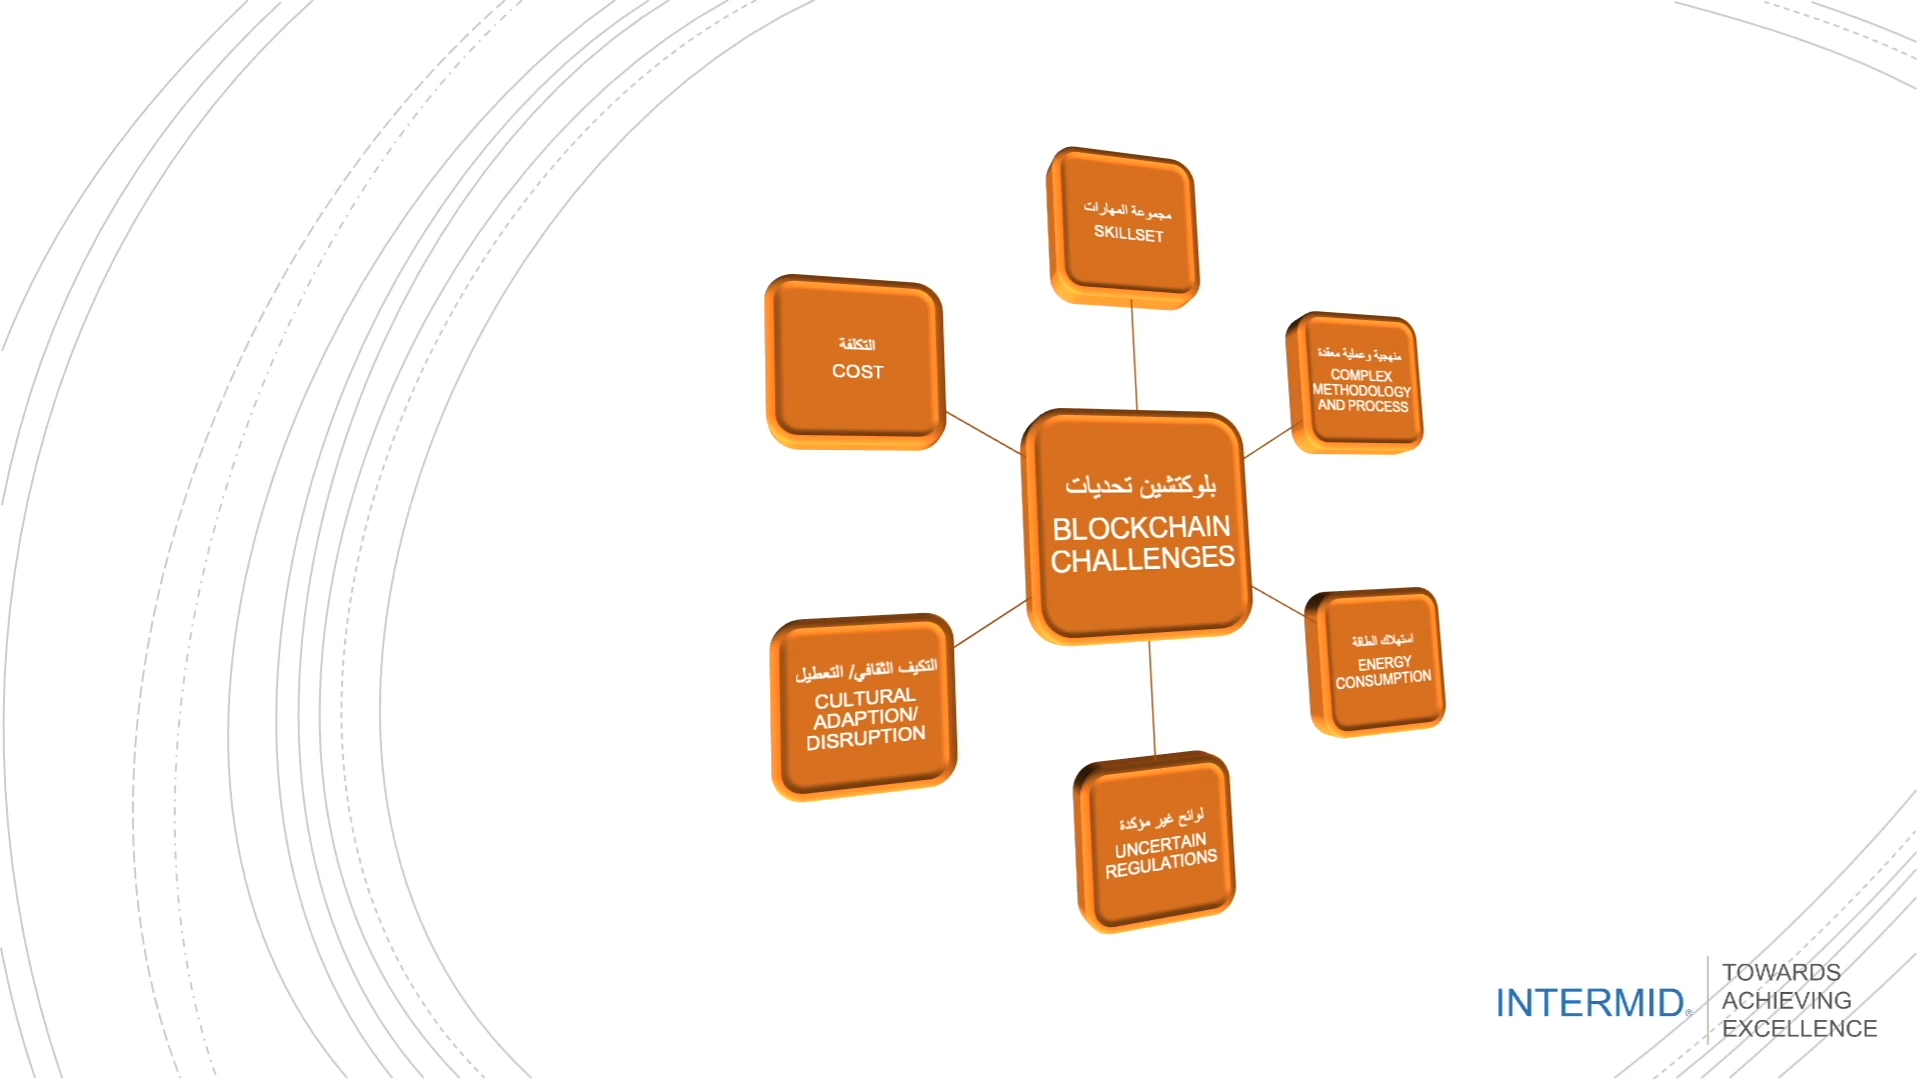 مجموعة المهارات
SKILLSET
منهجية وعملية معقدة
COMPLEX
METHODOLOGY
AND PROCESS
استهلاك الطاقة
ENERGY
CONSUMPTION
لوائح غير مؤكدة
UNCERTAIN
REGULATIONS
التكيف الثقافي/ التعطيل
CULTURAL
ADAPTION/
DISRUPTION
التكلفة
COST
بلوكتشين تحديات
BLOCKCHAIN
CHALLENGES
INTERMID®
TOWARDS
ACHIEVING
EXCELLENCE